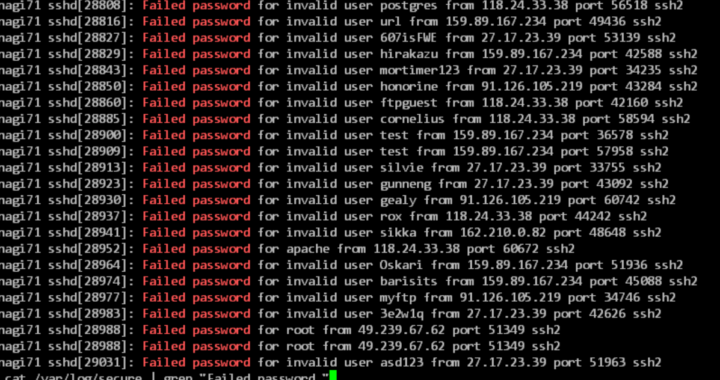 nagi71 sshd[28808]: Failed password for invalid user postgres from 118.24.33.38 port 56518 ssh2
nagi71 sshd[28816]: Failed password for invalid user url from 159.89.167.234 port 49436 ssh2
nagi71 sshd[28827]: Failed password for invalid user 607isFWE from 27.17.23.39 port 53139 ssh2
nagi71 sshd[28829]: Failed password for invalid user hirakazu from 159.89.167.234 port 42588 ssh2
nagi71 sshd[28843]: Failed password for invalid user mortimer123 from 27.17.23.39 port 34235 ssh2
nagi71 sshd[28850]: Failed password for invalid user honorine from 91.126.105.219 port 43284 ssh2
nagi71 sshd[28860]: Failed password for invalid user ftpguest from 118.24.33.38 port 42160 ssh2
nagi71 sshd[28885]: Failed password for invalid user cornelius from 118.24.33.38 port 58594 ssh2
nagi71 sshd[28900]: Failed password for invalid user test from 159.89.167.234 port 36578 ssh2
nagi71 sshd[28909]: Failed password for invalid user test from 159.89.167.234 port 57958 ssh2
nagi71 sshd[28913]: Failed password for invalid user silvie from 27.17.23.39 port 33755 ssh2
nagi71 sshd[28923]: Failed password for invalid user gunneng from 27.17.23.39 port 43092 ssh2
nagi71 sshd[28930]: Failed password for invalid user gealy from 91.126.105.219 port 60742 ssh2
nagi71 sshd[28937]: Failed password for invalid user rox from 118.24.33.38 port 44242 ssh2
nagi71 sshd[28941]: Failed password for invalid user sikka from 162.210.0.82 port 48648 ssh2
nagi71 sshd[28952]: Failed password for apache from 118.24.33.38 port 60672 ssh2
nagi71 sshd[28964]: Failed password for invalid user Oskari from 159.89.167.234 port 51936 ssh2
nagi71 sshd[28974]: Failed password for invalid user barisits from 159.89.167.234 port 45088 ssh2
nagi71 sshd[28977]: Failed password for invalid user myftp from 91.126.105.219 port 34746 ssh2
nagi71 sshd[28983]: Failed password for invalid user 3e2w1q from 27.17.23.39 port 42626 ssh2
nagi71 sshd[28988]: Failed password for root from 49.239.67.62 port 51349 ssh2
nagi71 sshd[28988]: Failed password for root from 49.239.67.62 port 51349 ssh2
nagi71 sshd[29031]: Failed password for invalid user asd123 from 27.17.23.39 port 51963 ssh2
cat /var/log/secure | grep "Failed password "